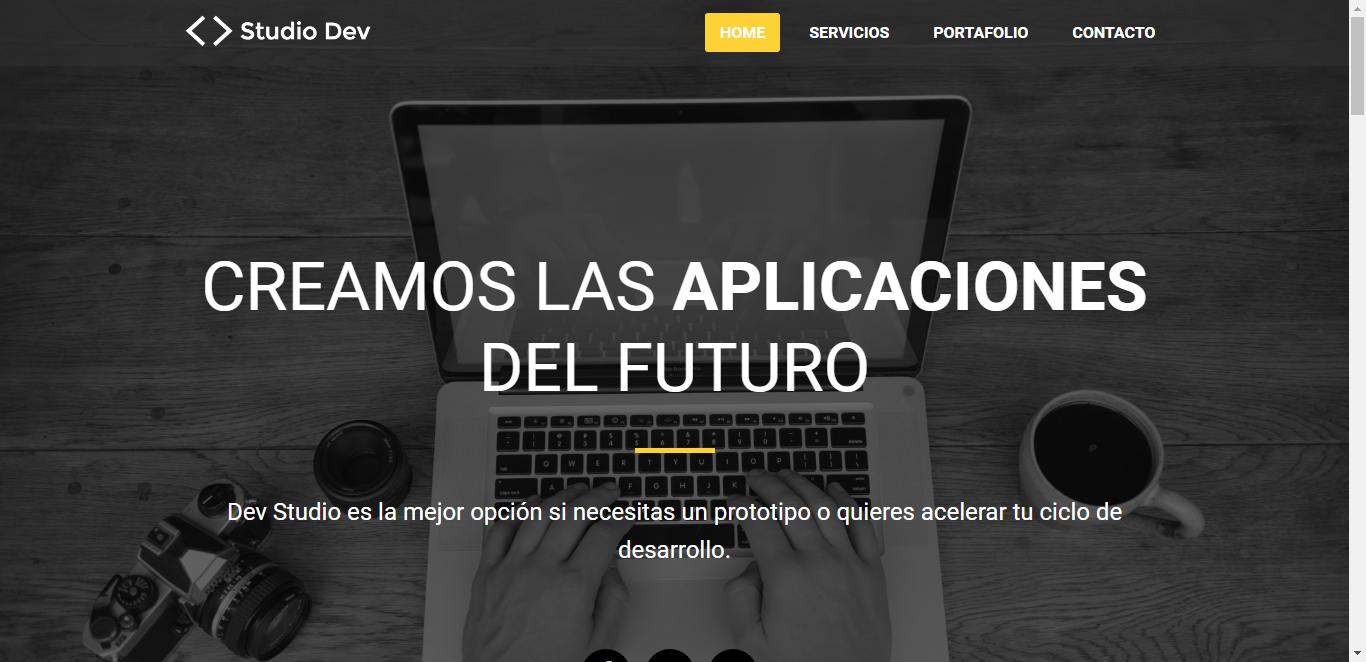 Studio Dev
HOME SERVICIOS PORTAFOLIO CONTACTO
CREAMOS LAS APLICACIONES
DEL FUTURO
Dev Studio es la mejor opción si necesitas un prototipo o quieres acelerar tu ciclo de
desarrollo.